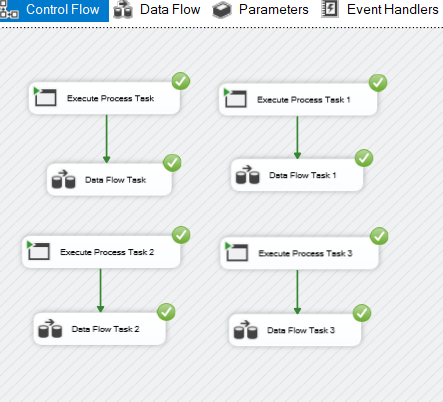 Control Flow Data Flow Parameters Event Handlers
Execute Process Task Execute Process Task 1
Data Flow Task Data Flow Task 1
Execute Process Task 2 Execute Process Task 3
Data Flow Task 2 Data Flow Task 3